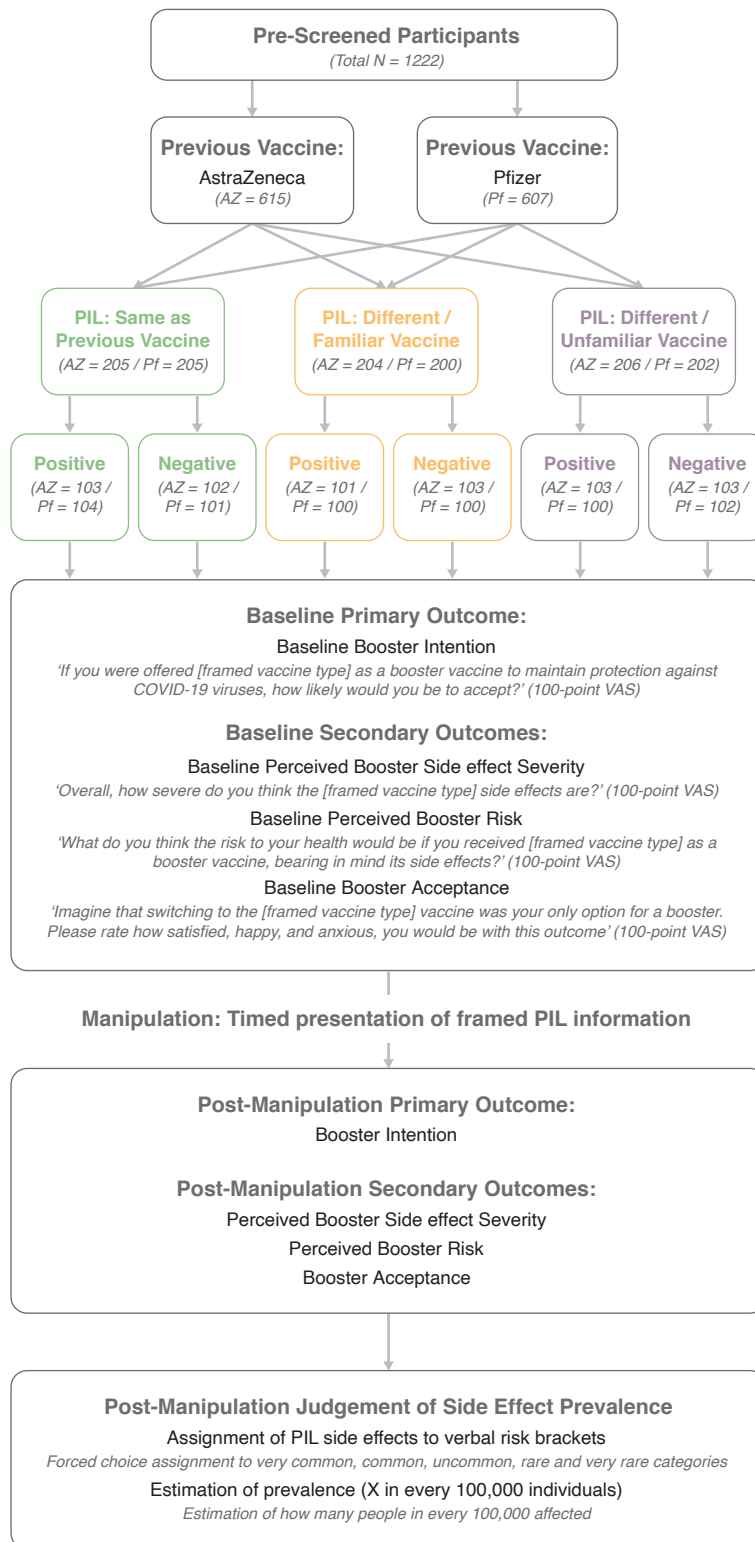 Pre-Screened Participants
(Total N = 1222)
Previous Vaccine:
AstraZeneca
(AZ = 615)
Previous Vaccine:
Pfizer
(Pf = 607)
PIL: Same as
Previous Vaccine
(AZ = 205 / Pf = 205)
PIL: Different /
Familiar Vaccine
(AZ = 204 / Pf = 200)
PIL: Different /
Unfamiliar Vaccine
(AZ = 206 / Pf = 202)
Positive
(AZ = 103 /
Pf = 104)
Negative
(AZ = 102 /
Pf = 101)
Positive
(AZ = 101 /
Pf = 100)
Negative
(AZ = 103 /
Pf = 100)
Positive
(AZ = 103 /
Pf = 100)
Negative
(AZ = 103 /
Pf = 102)
Baseline Primary Outcome:
Baseline Booster Intention
‘If you were offered [framed vaccine type] as a booster vaccine to maintain protection against
COVID-19 viruses, how likely would you be to accept?’ (100-point VAS)
Baseline Secondary Outcomes:
Baseline Perceived Booster Side effect Severity
‘Overall, how severe do you think the [framed vaccine type] side effects are?’ (100-point VAS)
Baseline Perceived Booster Risk
‘What do you think the risk to your health would be if you received [framed vaccine type] as a
booster vaccine, bearing in mind its side effects?’ (100-point VAS)
Baseline Booster Acceptance
‘Imagine that switching to the [framed vaccine type] vaccine was your only option for a booster.
Please rate how satisfied, happy, and anxious, you would be with this outcome’ (100-point VAS)
Manipulation: Timed presentation of framed PIL information
Post-Manipulation Primary Outcome:
Booster Intention
Post-Manipulation Secondary Outcomes:
Perceived Booster Side effect Severity
Perceived Booster Risk
Booster Acceptance
Post-Manipulation Judgement of Side Effect Prevalence
Assignment of PIL side effects to verbal risk brackets
Forced choice assignment to very common, common, uncommon, rare and very rare categories
Estimation of prevalence (X in every 100,000 individuals)
Estimation of how many people in every 100,000 affected